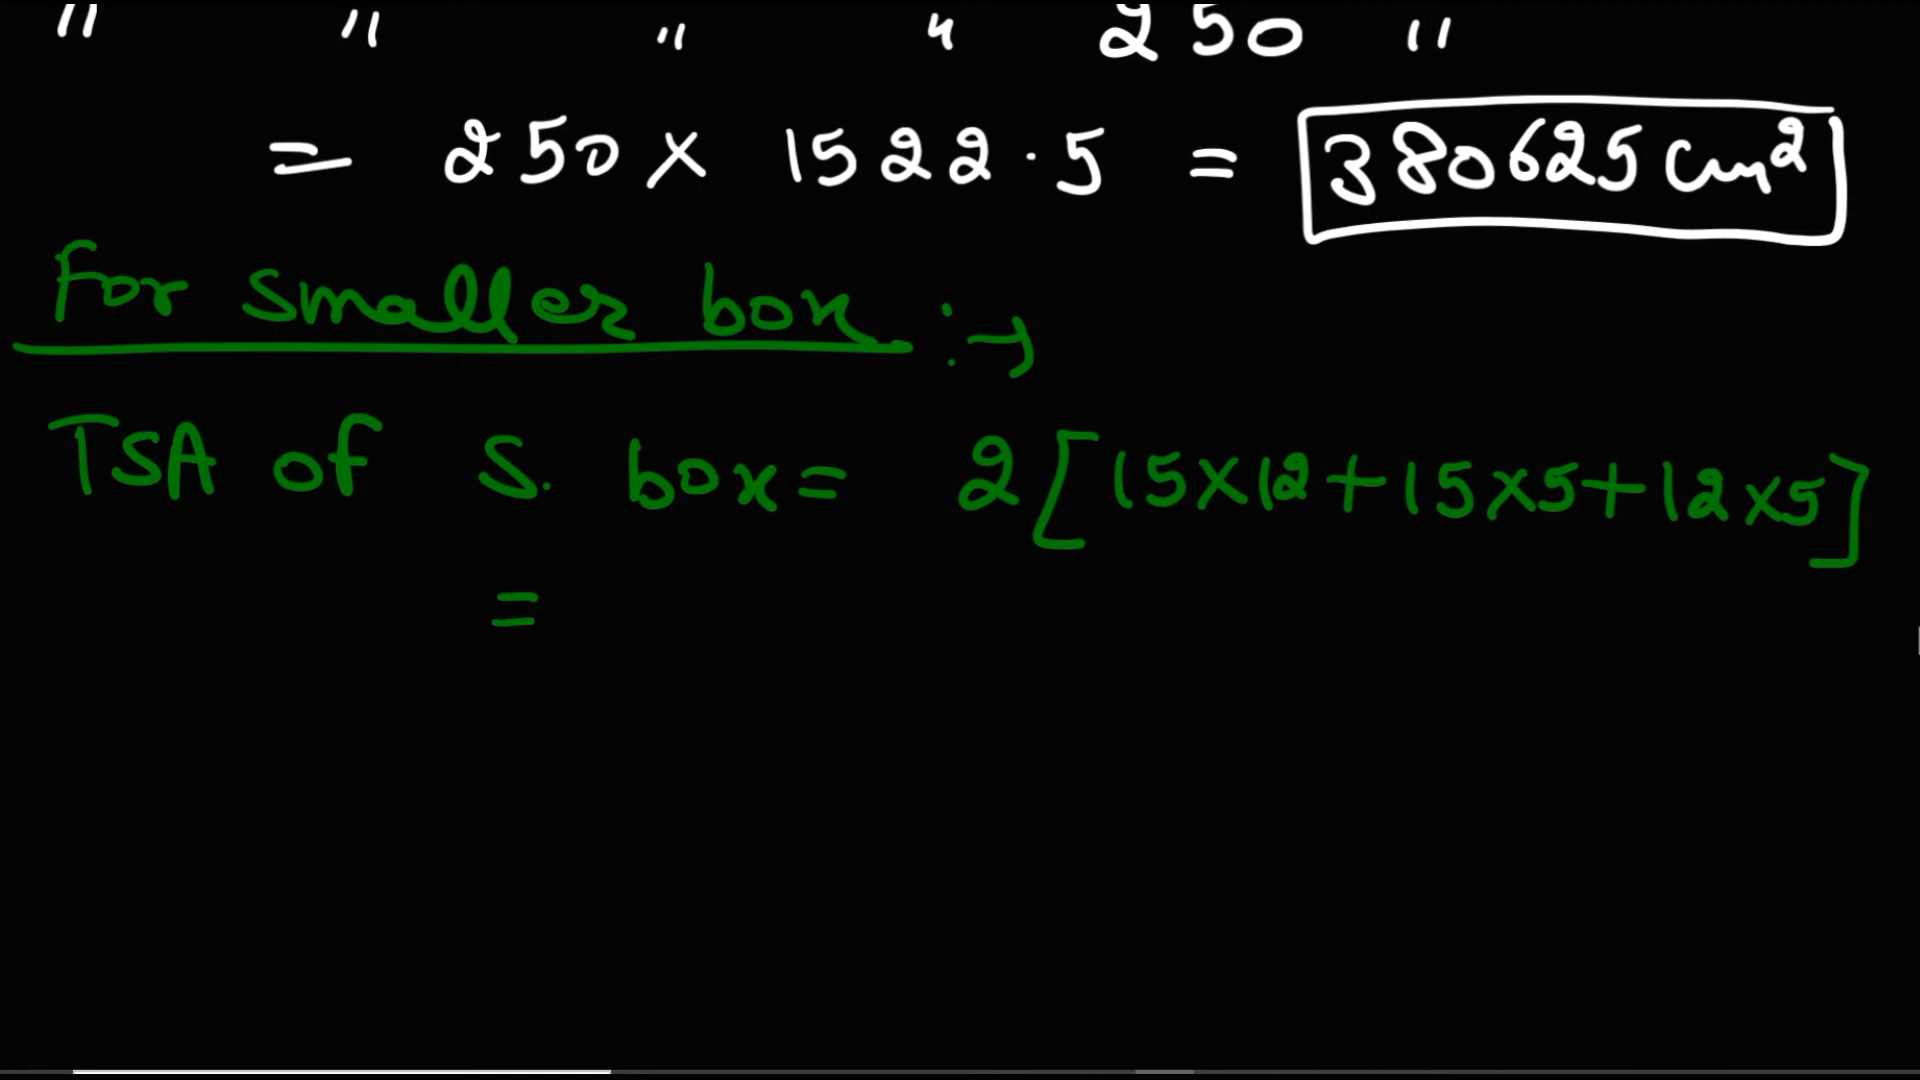 " " " " 250 "
= 250 × 1522.5 = 380625 cm²
For smaller box :→
TSA of S. box = 2[15×12+15×5+12×5]
=